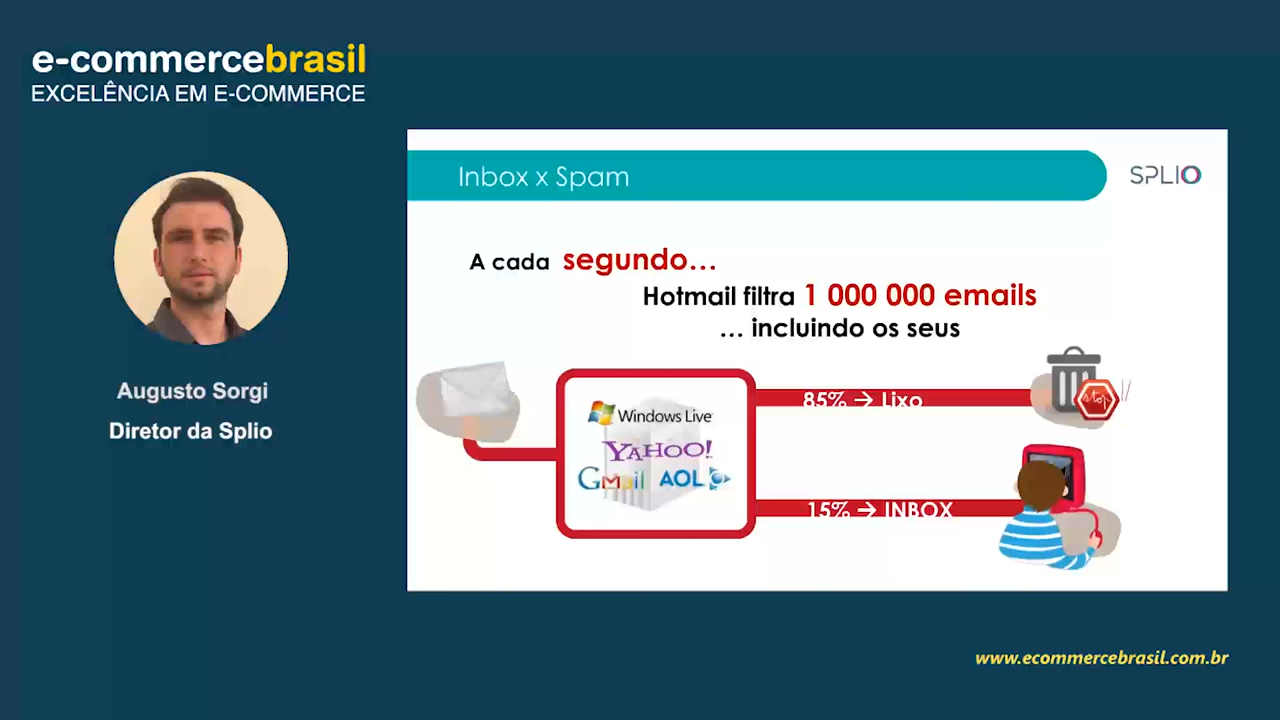 e-commercebrasil
EXCELÊNCIA EM E-COMMERCE
Augusto Sorgi
Diretor da Splio
Inbox x Spam
SPLIO
A cada segundo...
Hotmail filtra 1 000 000 emails
... incluindo os seus
Windows Live
YAHOO!
Gmail AOL
85% → Lixo
stop
15% → INBOX
www.ecommercebrasil.com.br